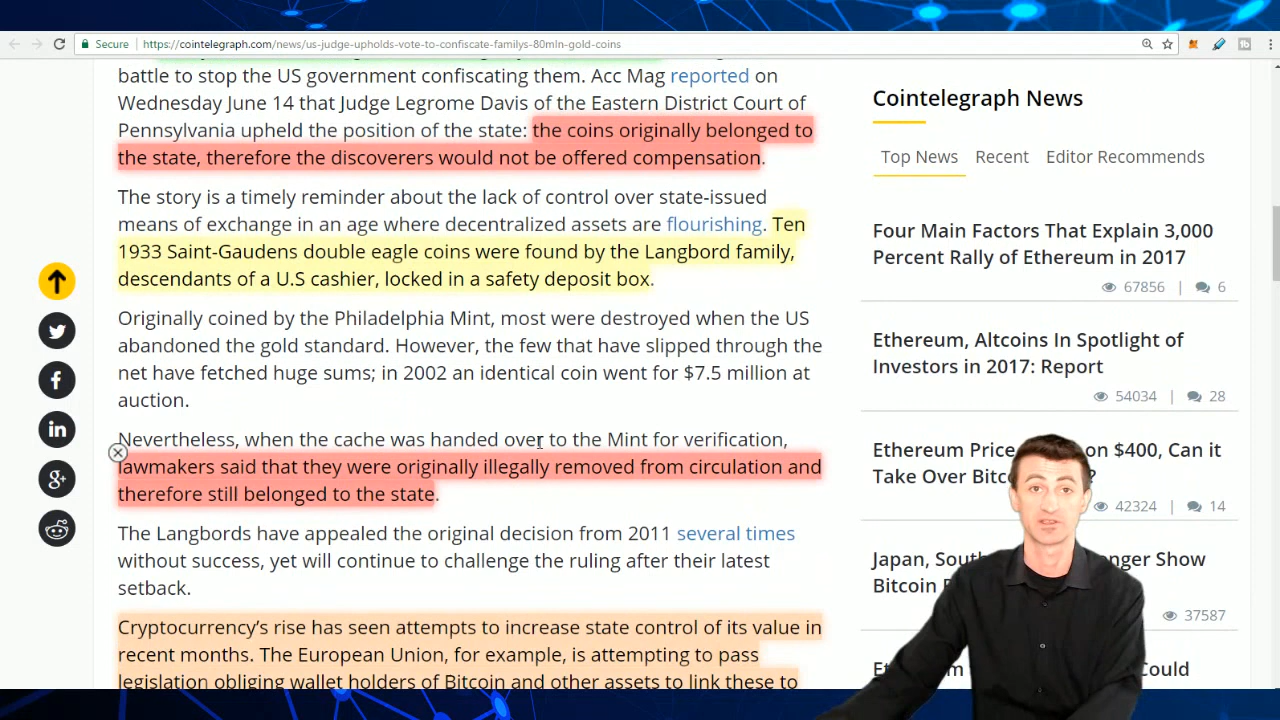 Secure
https://cointelegraph.com/news/us-judge-upholds-vote-to-confiscate-familys-80mln-gold-coins
battle to stop the US government confiscating them. Acc Mag reported on
Wednesday June 14 that Judge Legrome Davis of the Eastern District Court of
Pennsylvania upheld the position of the state: the coins originally belonged to
the state, therefore the discoverers would not be offered compensation.
The story is a timely reminder about the lack of control over state-issued
means of exchange in an age where decentralized assets are flourishing. Ten
1933 Saint-Gaudens double eagle coins were found by the Langbord family,
descendants of a U.S cashier, locked in a safety deposit box.
Originally coined by the Philadelphia Mint, most were destroyed when the US
abandoned the gold standard. However, the few that have slipped through the
net have fetched huge sums; in 2002 an identical coin went for $7.5 million at
auction.
Nevertheless, when the cache was handed over to the Mint for verification,
lawmakers said that they were originally illegally removed from circulation and
therefore still belonged to the state.
The Langbords have appealed the original decision from 2011 several times
without success, yet will continue to challenge the ruling after their latest
setback.
Cryptocurrency's rise has seen attempts to increase state control of its value in
recent months. The European Union, for example, is attempting to pass
legislation obliging wallet holders of Bitcoin and other assets to link these to
Cointelegraph News
Top News Recent Editor Recommends
Four Main Factors That Explain 3,000
Percent Rally of Ethereum in 2017
67856 | 6
Ethereum, Altcoins In Spotlight of
Investors in 2017: Report
54034 | 28
Ethereum Price on $400, Can it
Take Over ?
42324 | 14
Japan, Show
Bitcoin
37587
Could